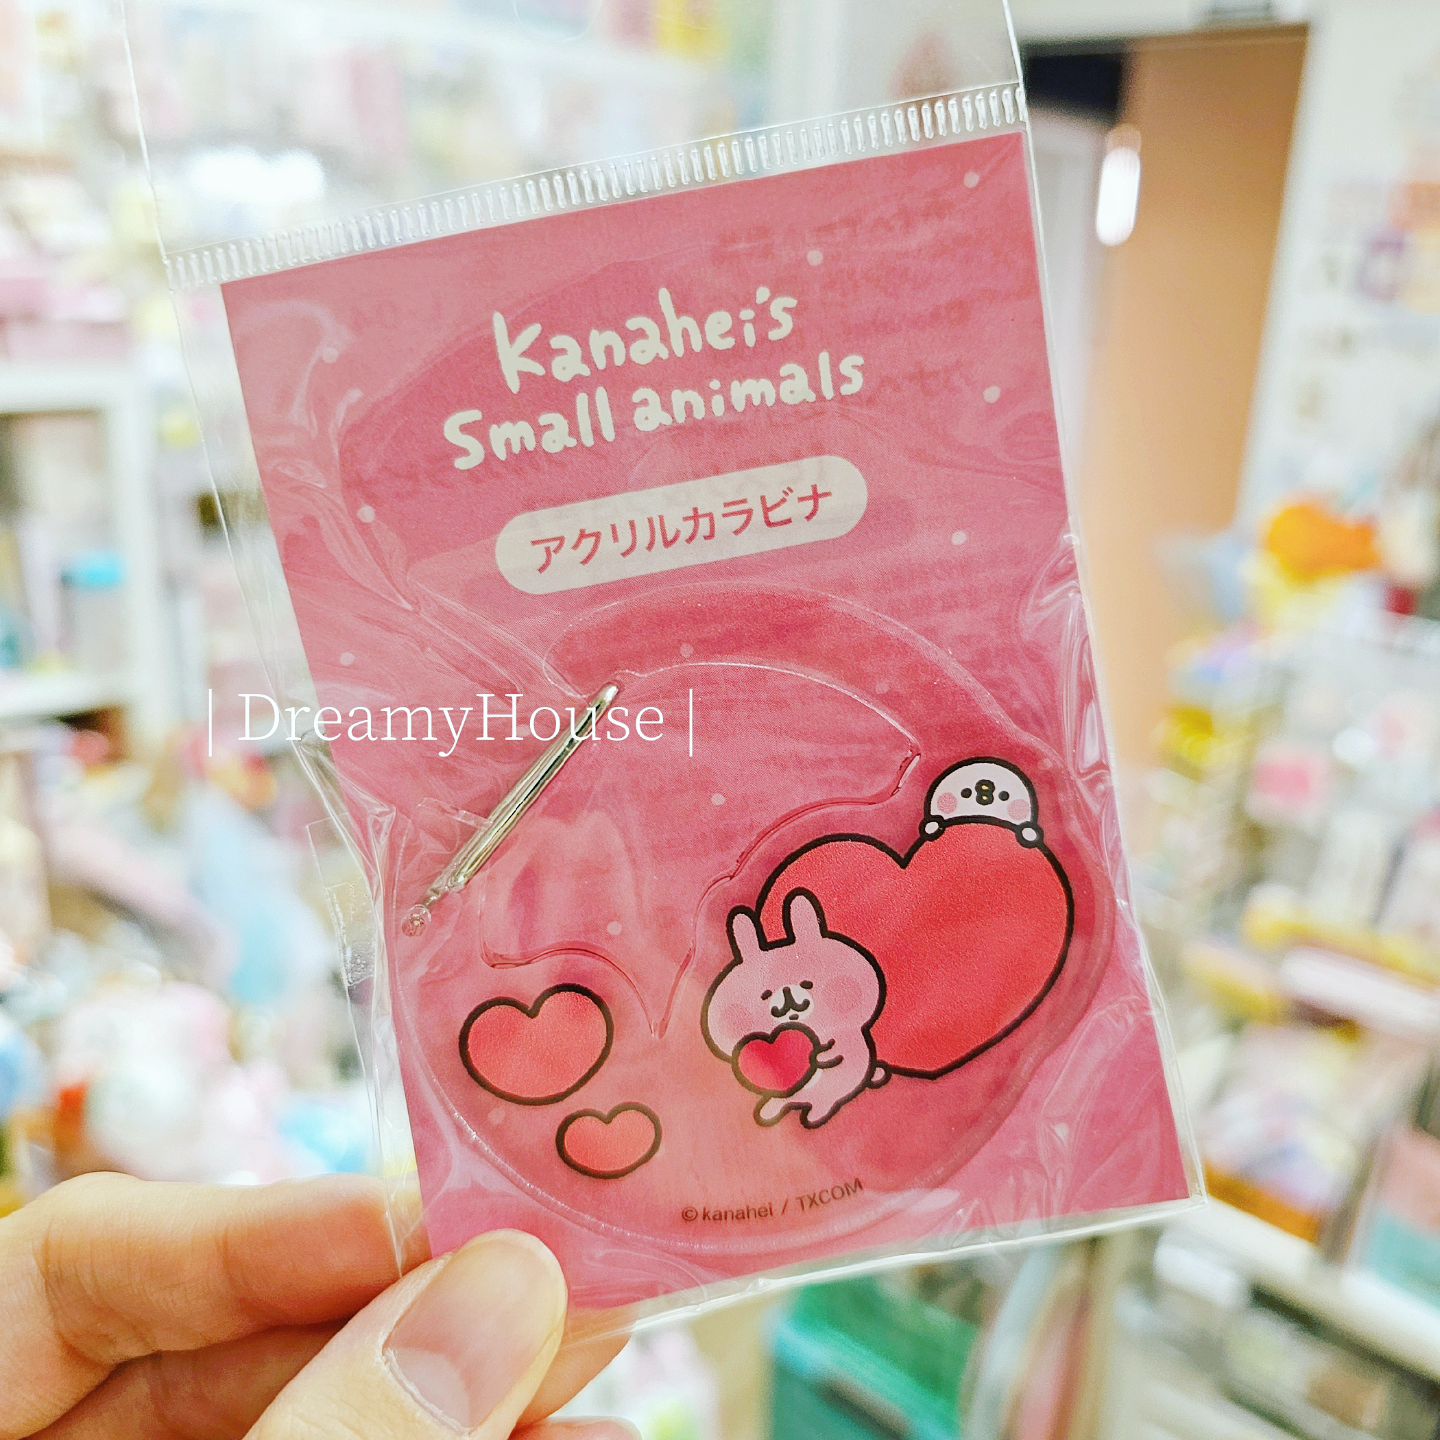 Kanahei's
Small animals
アクリルカラビナ
| DreamyHouse |
©kanahei / TXCOM